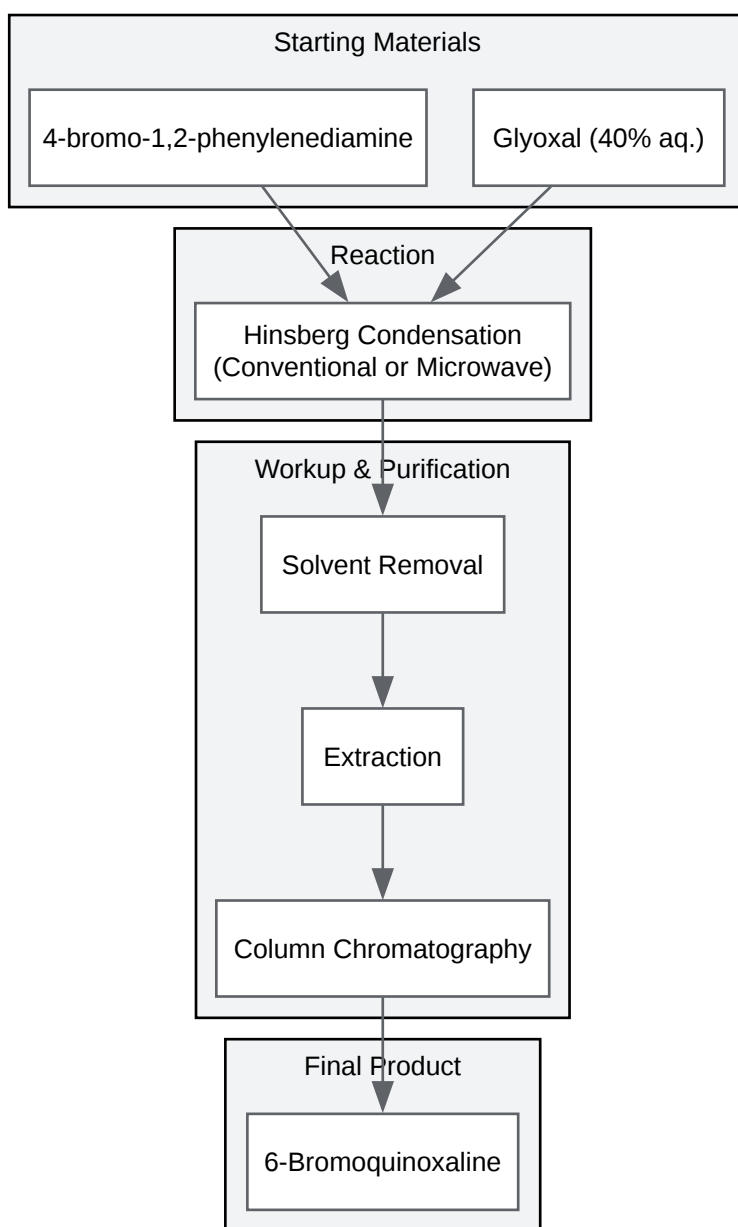 Starting Materials
4-bromo-1,2-phenylenediamine
Glyoxal (40% aq.)
Reaction
Hinsberg Condensation
(Conventional or Microwave)
Workup & Purification
Solvent Removal
Extraction
Column Chromatography
Final Product
6-Bromoquinoxaline